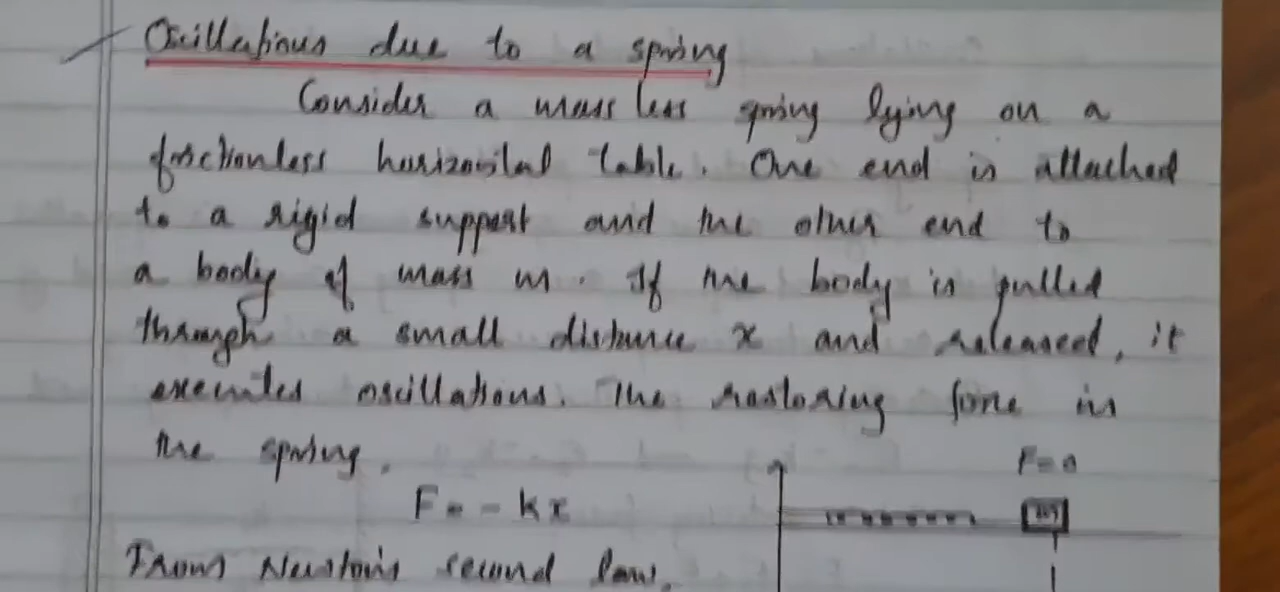 Oscillations due to a spring
Consider a mass less spring lying on a
frictionless horizontal table. One end is attached
to a rigid support and the other end to
a body of mass m. If the body is pulled
through a small distance x and released, it
executes oscillations. The restoring force in
the spring,
F = - kx
F = 0
m
From Newton's second law,